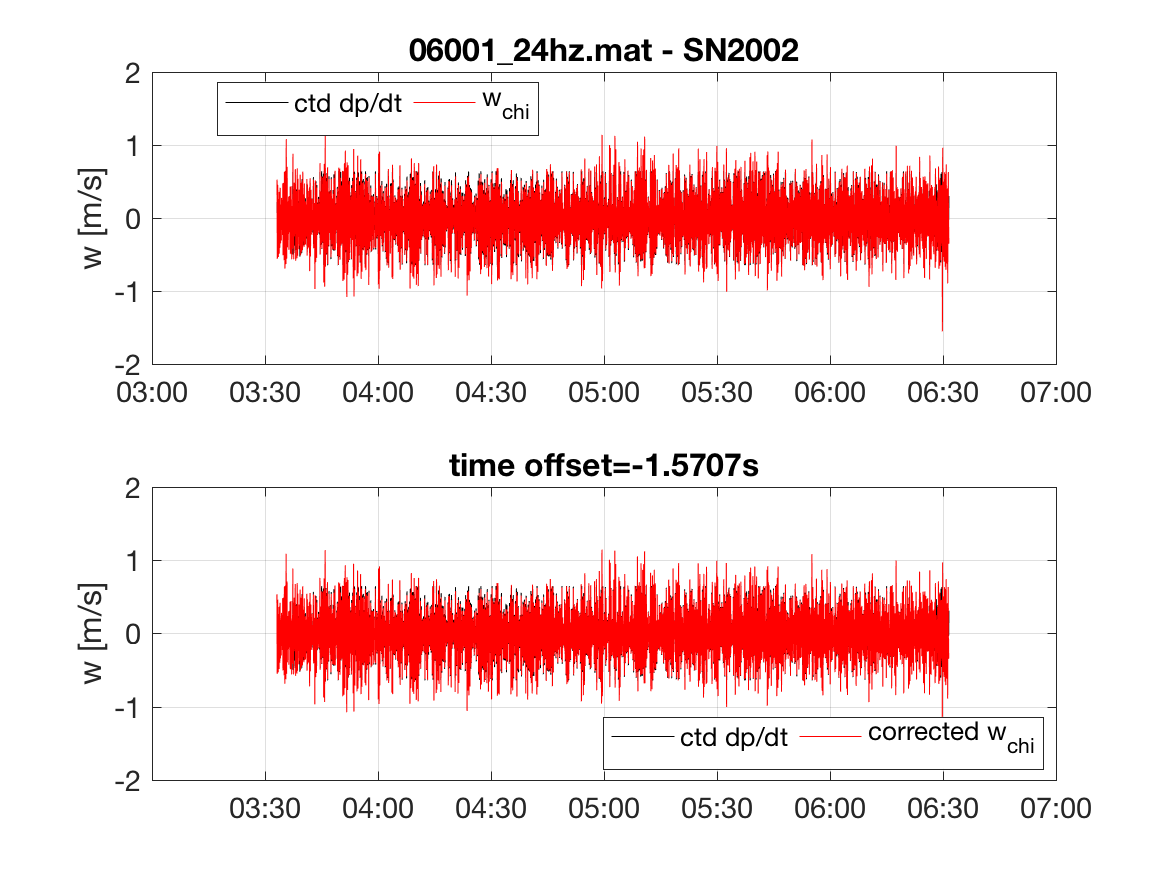 06001_24hz.mat - SN2002
ctd dp/dt w_chi
w [m/s]
2
1
0
-1
-2
03:00 03:30 04:00 04:30 05:00 05:30 06:00 06:30 07:00
time offset=-1.5707s
w [m/s]
2
1
0
-1
-2
ctd dp/dt corrected w_chi
03:30 04:00 04:30 05:00 05:30 06:00 06:30 07:00